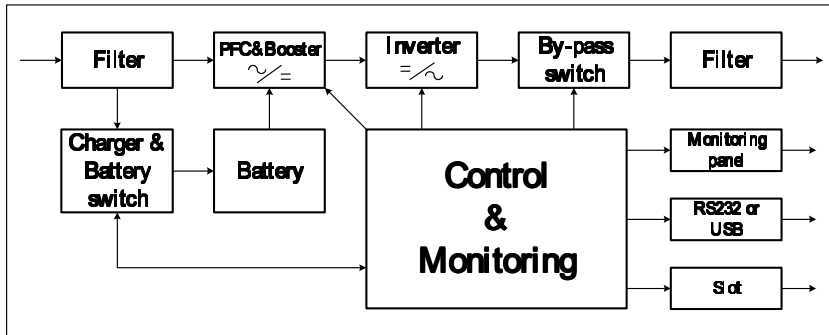 Filter
PFC&Booster
~/=
Inverter
=/~
By-pass
switch
Filter
Charger &
Battery
switch
Battery
Control
&
Monitoring
Monitoring
panel
RS232 or
USB
Slot